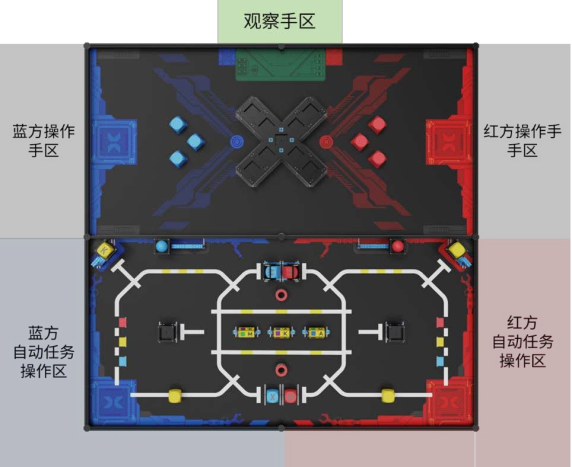 观察手区
蓝方操作
手区
红方操作手
手区
蓝方
自动任务
操作区
红方
自动任务
操作区